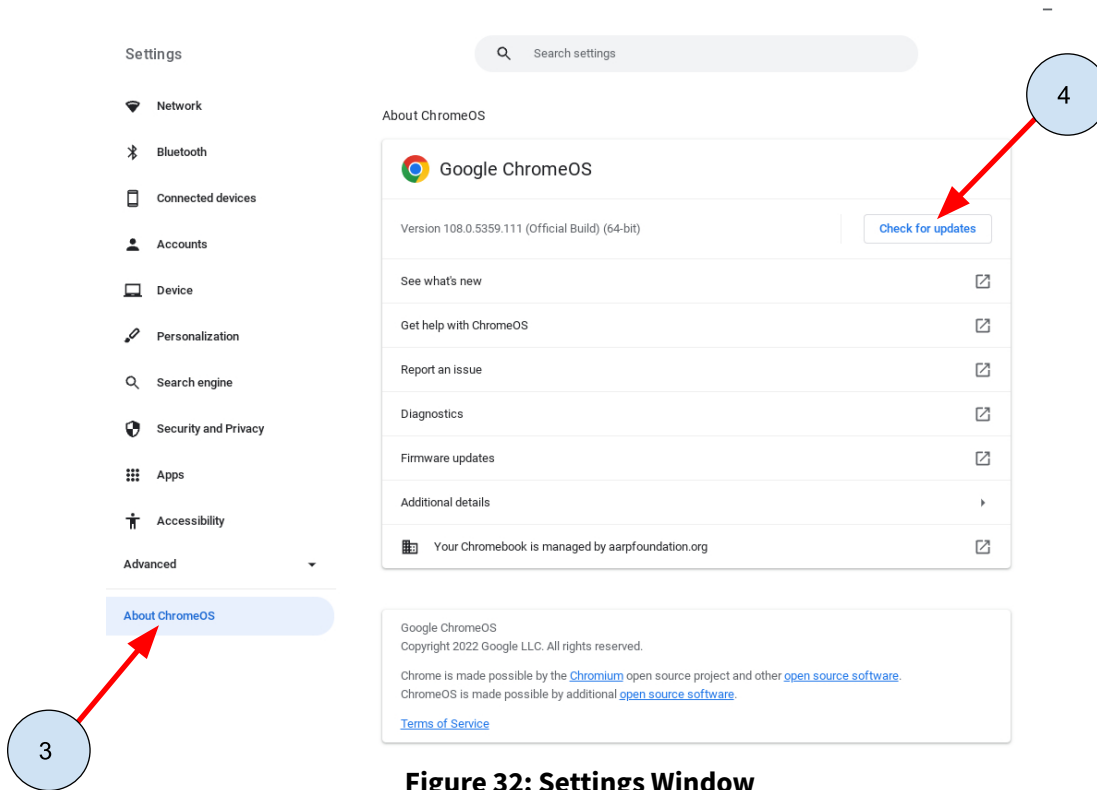 Settings
Search settings
Network
Bluetooth
Connected devices
Accounts
Device
Personalization
Search engine
Security and Privacy
Apps
Accessibility
Advanced
About ChromeOS
3
About ChromeOS
4
Google ChromeOS
Version 108.0.5359.111 (Official Build) (64-bit)
Check for updates
See what's new
Get help with ChromeOS
Report an issue
Diagnostics
Firmware updates
Additional details
Your Chromebook is managed by aarpfoundation.org
Google ChromeOS
Copyright 2022 Google LLC. All rights reserved.
Chrome is made possible by the Chromium open source project and other open source software.
ChromeOS is made possible by additional open source software.
Terms of Service
Figure 32: Settings Window